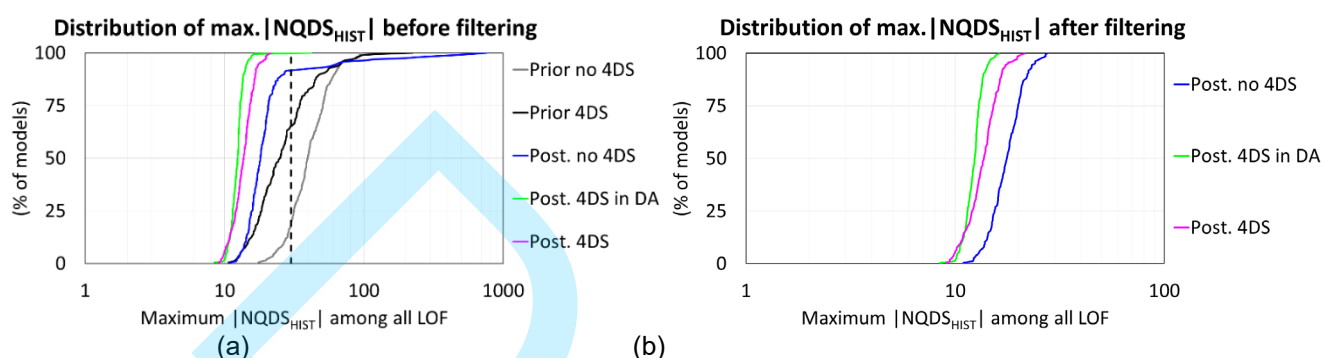 Distribution of max.|NQDS_HIST| before filtering
100
75
50
25
0
(% of models)
1
10
100
1000
Maximum |NQDS_HIST| among all LOF
Prior no 4DS
Prior 4DS
Post. no 4DS
Post. 4DS in DA
Post. 4DS
(a)
Distribution of max.|NQDS_HIST| after filtering
100
75
50
25
0
(% of models)
1
10
100
Maximum |NQDS_HIST| among all LOF
Post. no 4DS
Post. 4DS in DA
Post. 4DS
(b)